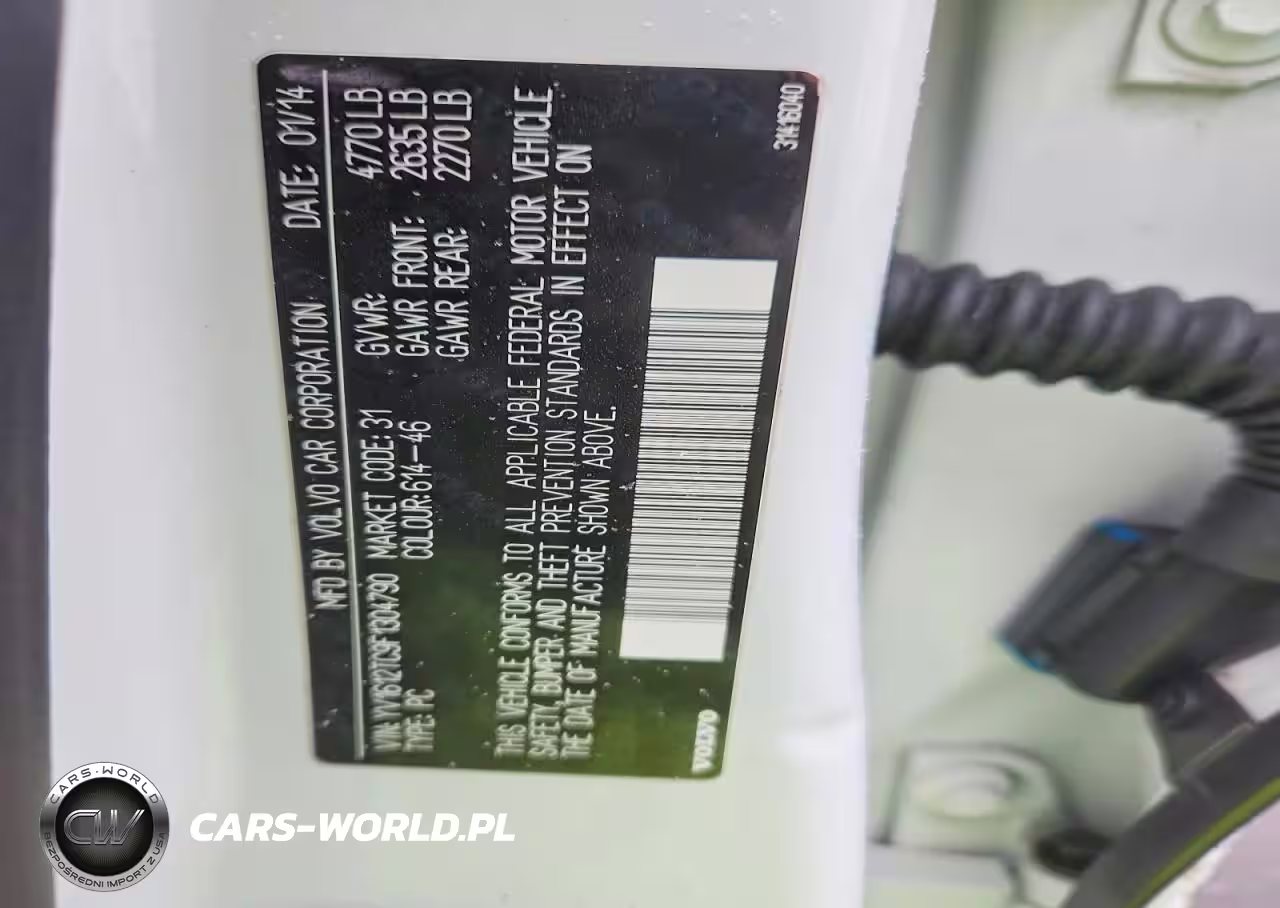 MFD BY VOLVO CAR CORPORATION DATE: 01/14
VIN: YV1612TC9F1304790 MARKET CODE: 31 GVWR: 4770 LB
TYPE: PC COLOUR: 614-46 GAWR FRONT: 2635 LB
GAWR REAR: 2270 LB
THIS VEHICLE CONFORMS TO ALL APPLICABLE FEDERAL MOTOR VEHICLE
SAFETY, BUMPER AND THEFT PREVENTION STANDARDS IN EFFECT ON
THE DATE OF MANUFACTURE SHOWN ABOVE.
VOLVO 31416040
CARS-WORLD
CW
BEZPOŚREDNI IMPORT Z USA
CARS-WORLD.PL